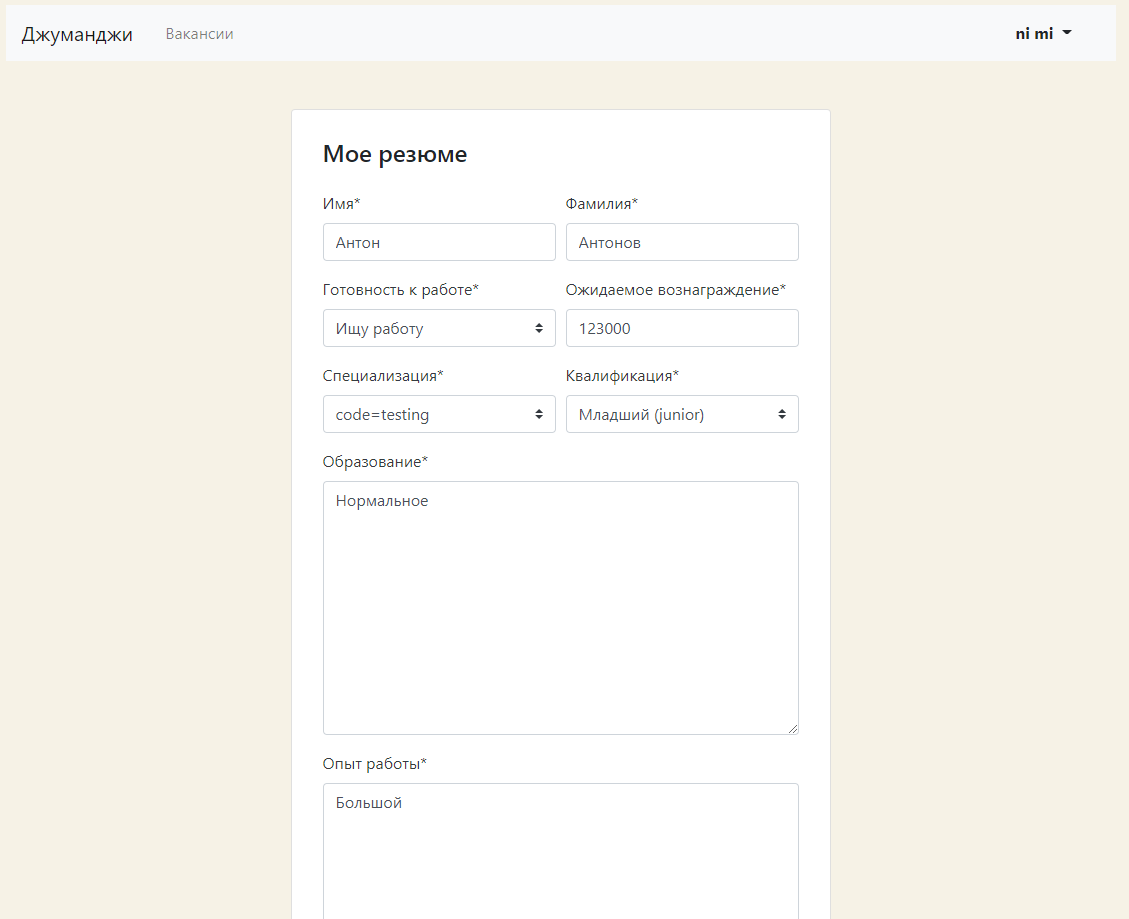 Джуманджи Вакансии ni mi
Мое резюме
Имя* Фамилия*
Антон Антонов
Готовность к работе* Ожидаемое вознаграждение*
Ищу работу 123000
Специализация* Квалификация*
code=testing Младший (junior)
Образование*
Нормальное
Опыт работы*
Большой